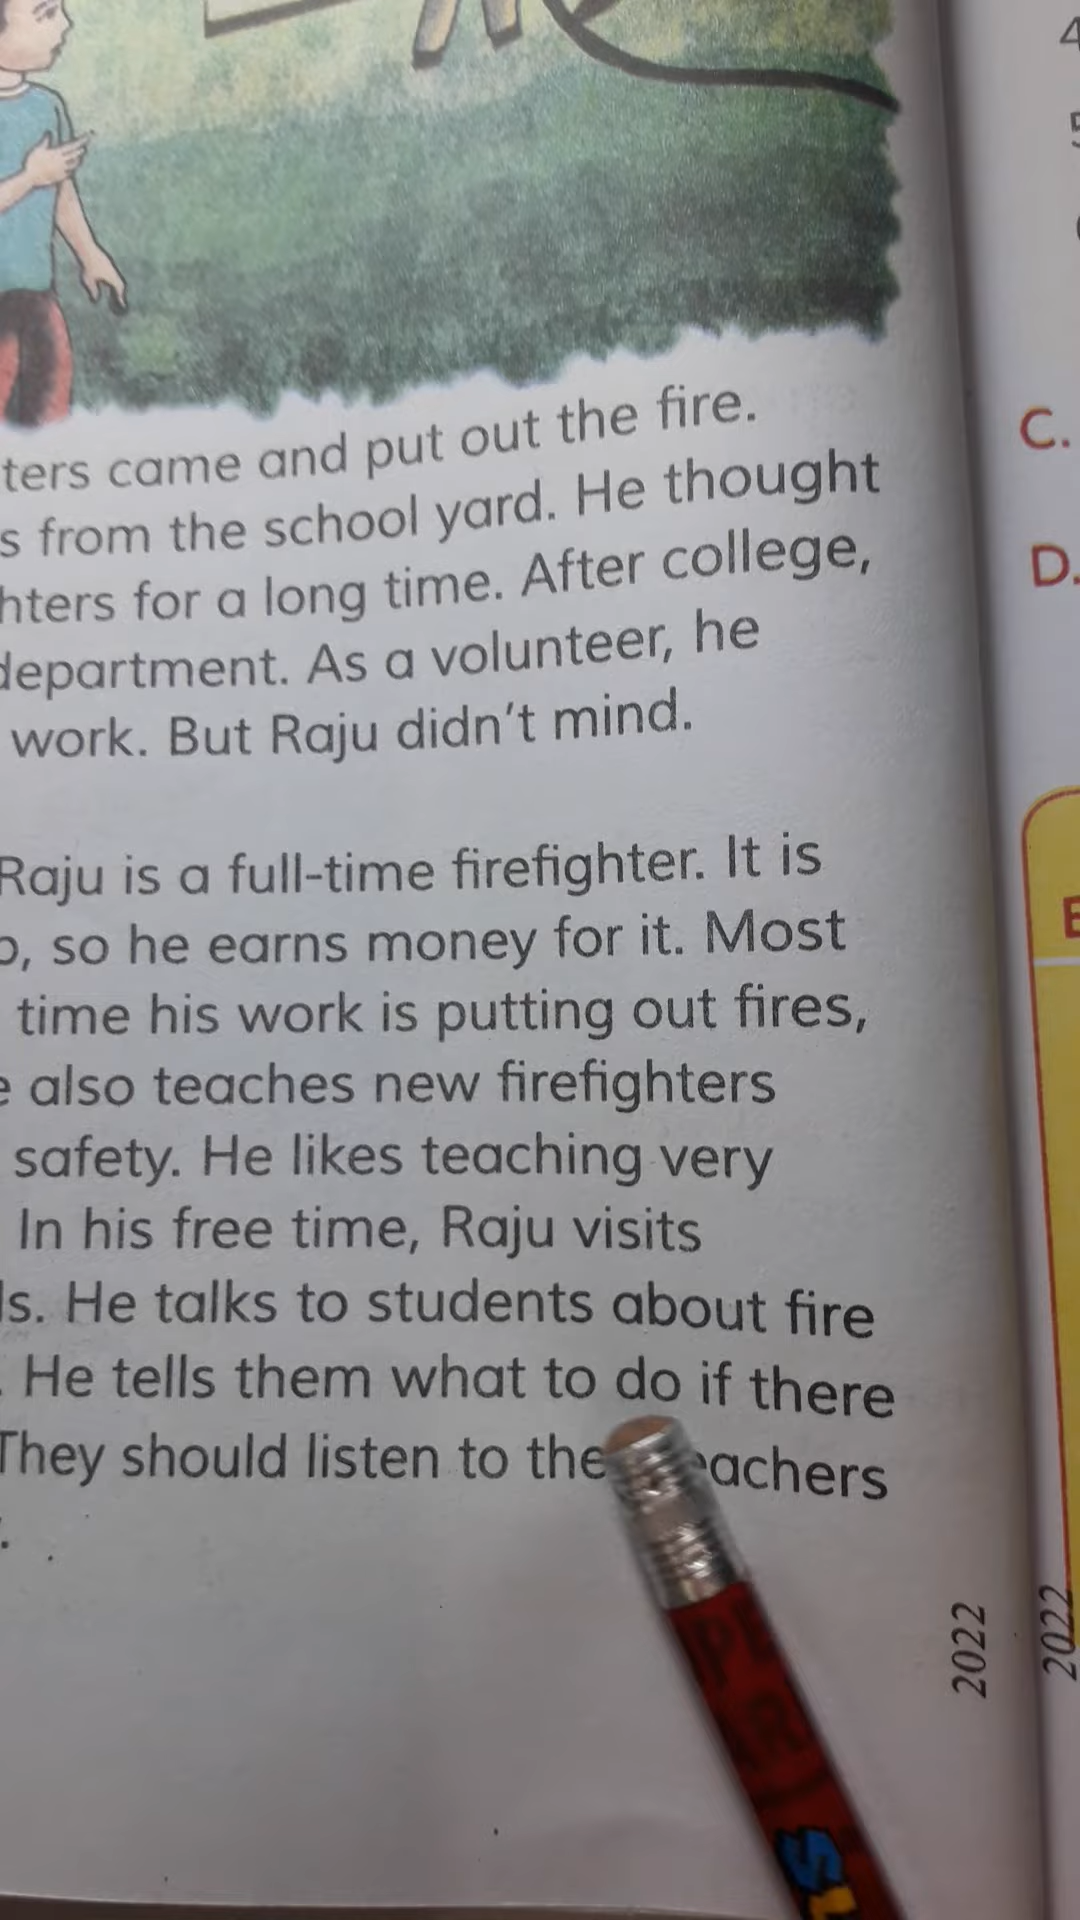 came and put out the fire.
from the school yard. He thought
for a long time. After college,
department. As a volunteer, he
work. But Raju didn't mind.
Raju is a full-time firefighter. It is
so he earns money for it. Most
time his work is putting out fires,
also teaches new firefighters
safety. He likes teaching very
In his free time, Raju visits
He talks to students about fire
He tells them what to do if there
They should listen to
2022
C.
D.
2022